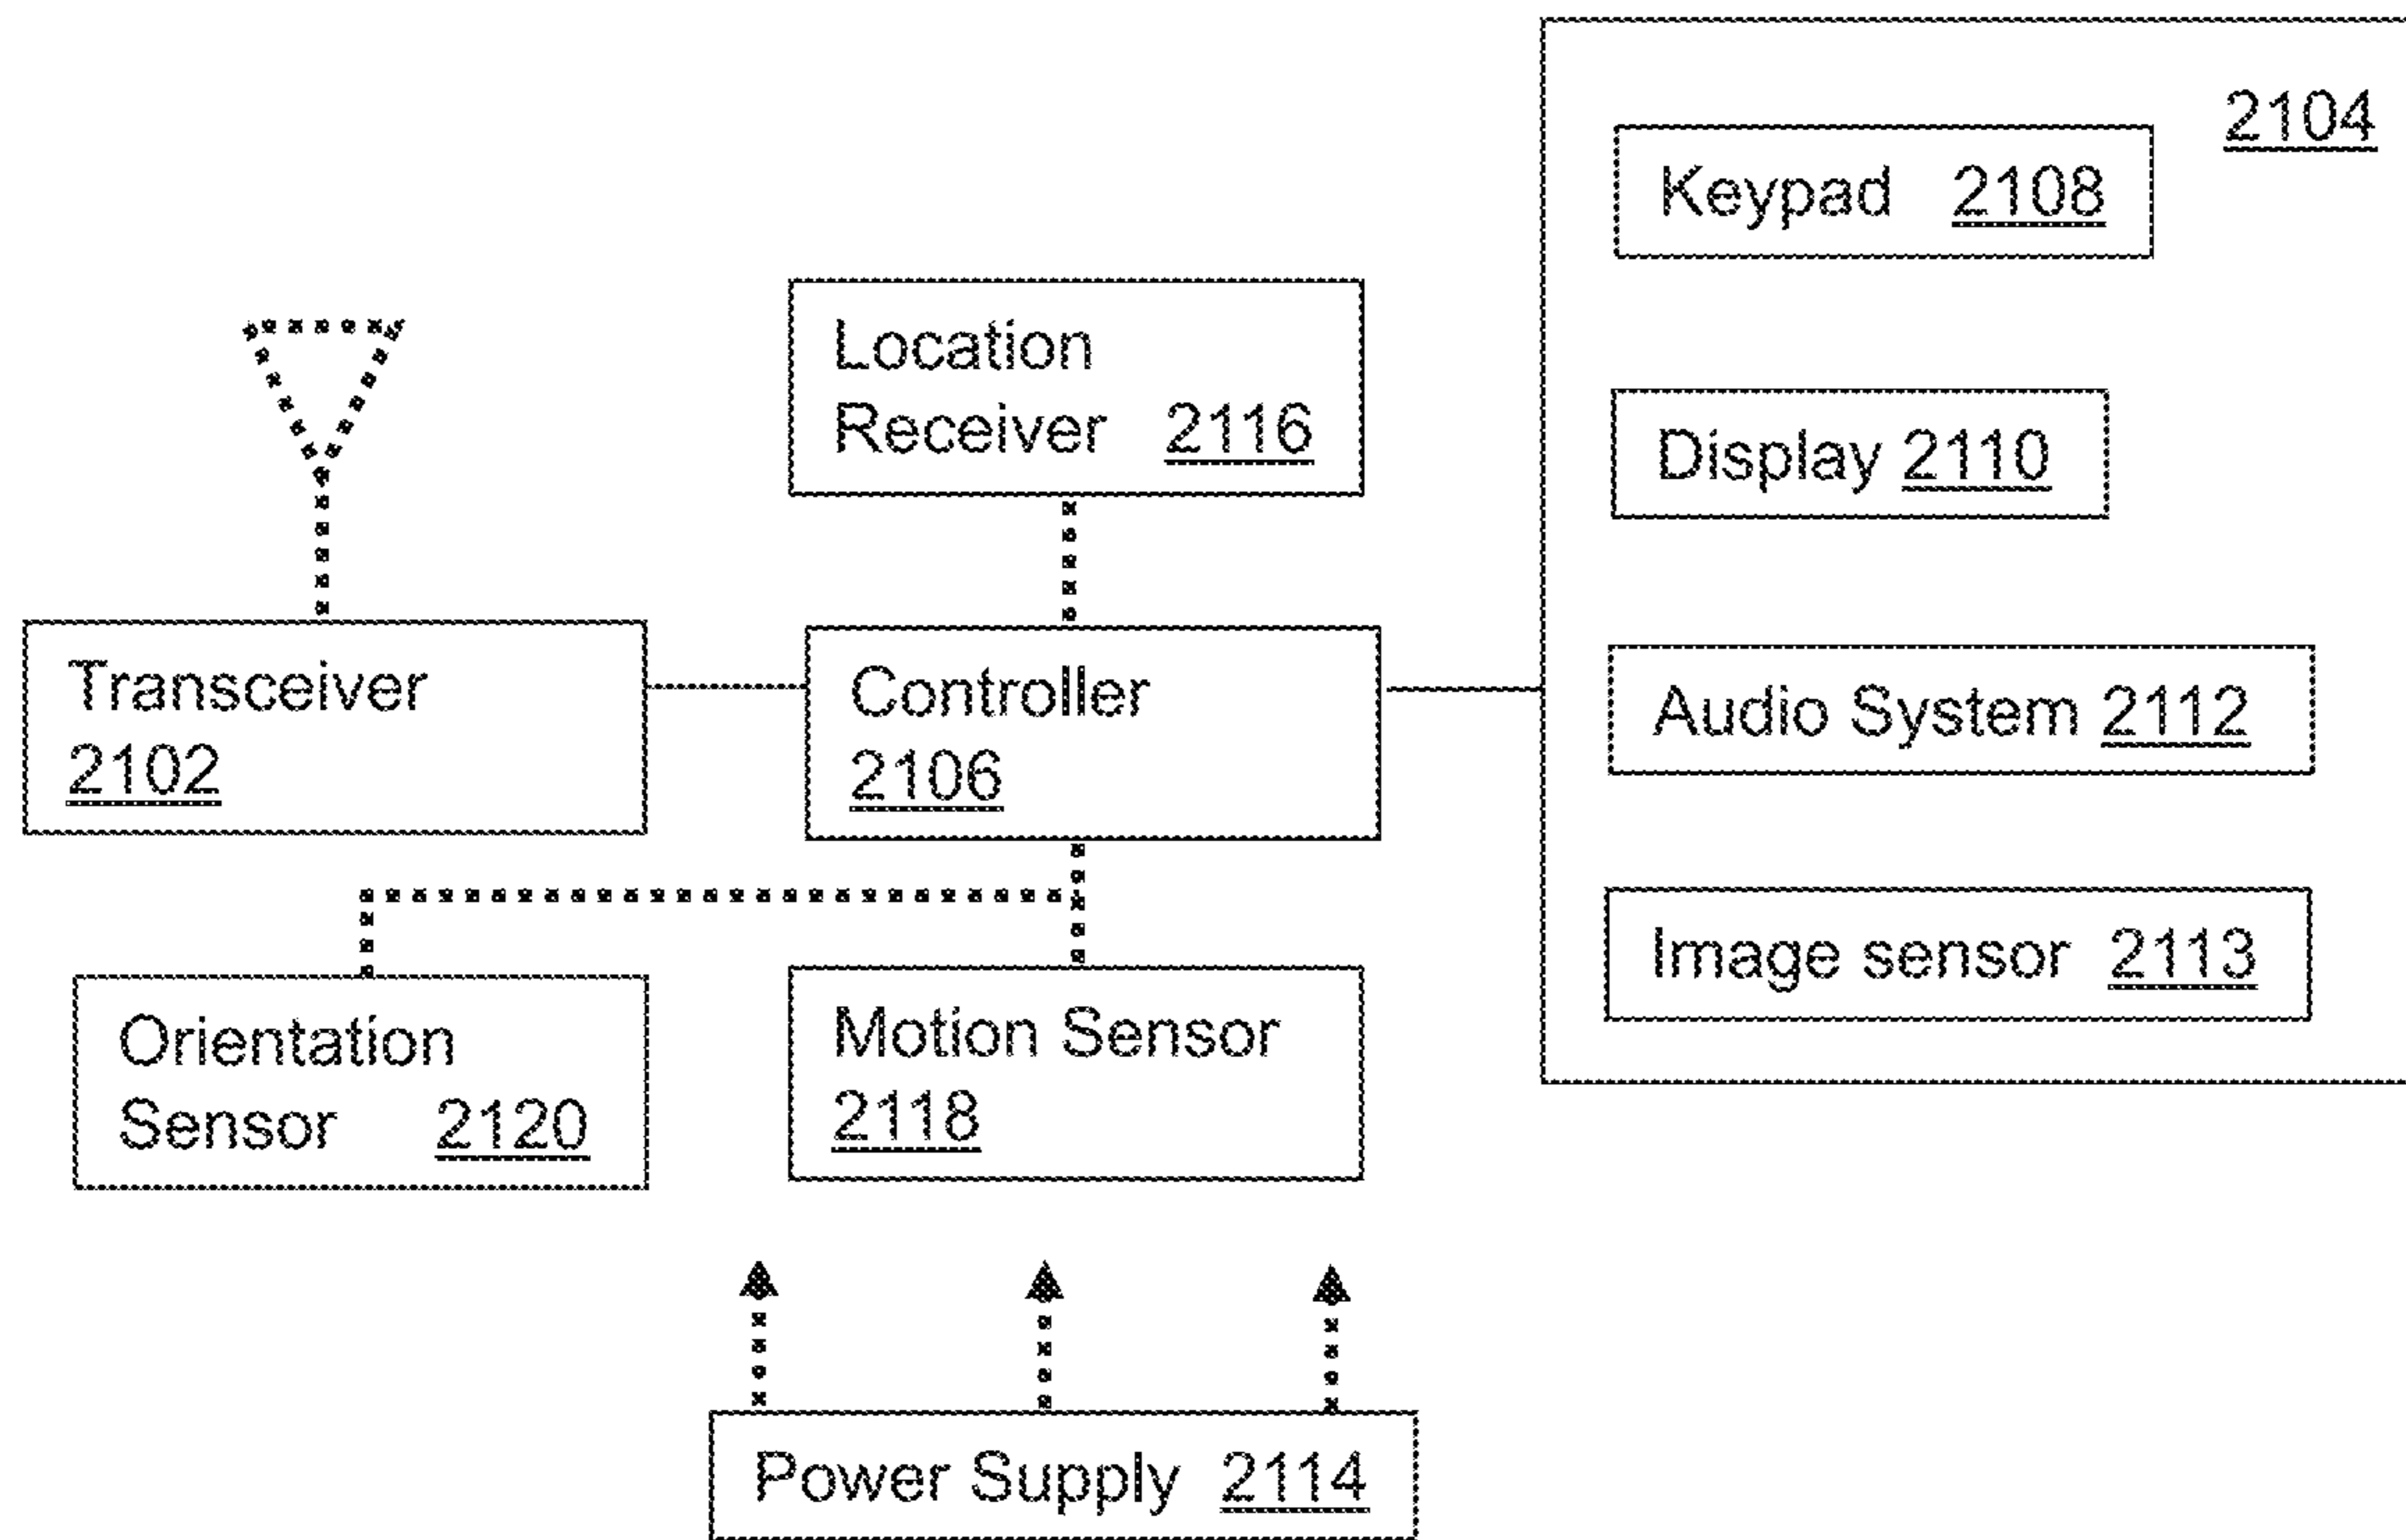 2104
Keypad 2108
Location
Receiver 2116
Display 2110
Transceiver
2102
Controller
2106
Audio System 2112
Image sensor 2113
Orientation
Sensor 2120
Motion Sensor
2118
Power Supply 2114